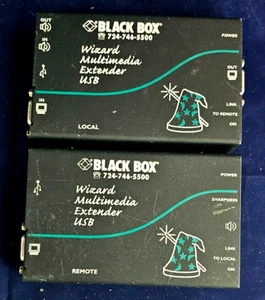 OUT
BLACK BOX
724-746-5500
POWER
IN
Wizard
Multimedia
Extender
USB
OUT
IN
LINK
TO REMOTE
ON
LOCAL
BLACK BOX
724-746-5500
POWER
Wizard
Multimedia
Extender
USB
SHARPNESS
LINK
TO LOCAL
ON
REMOTE